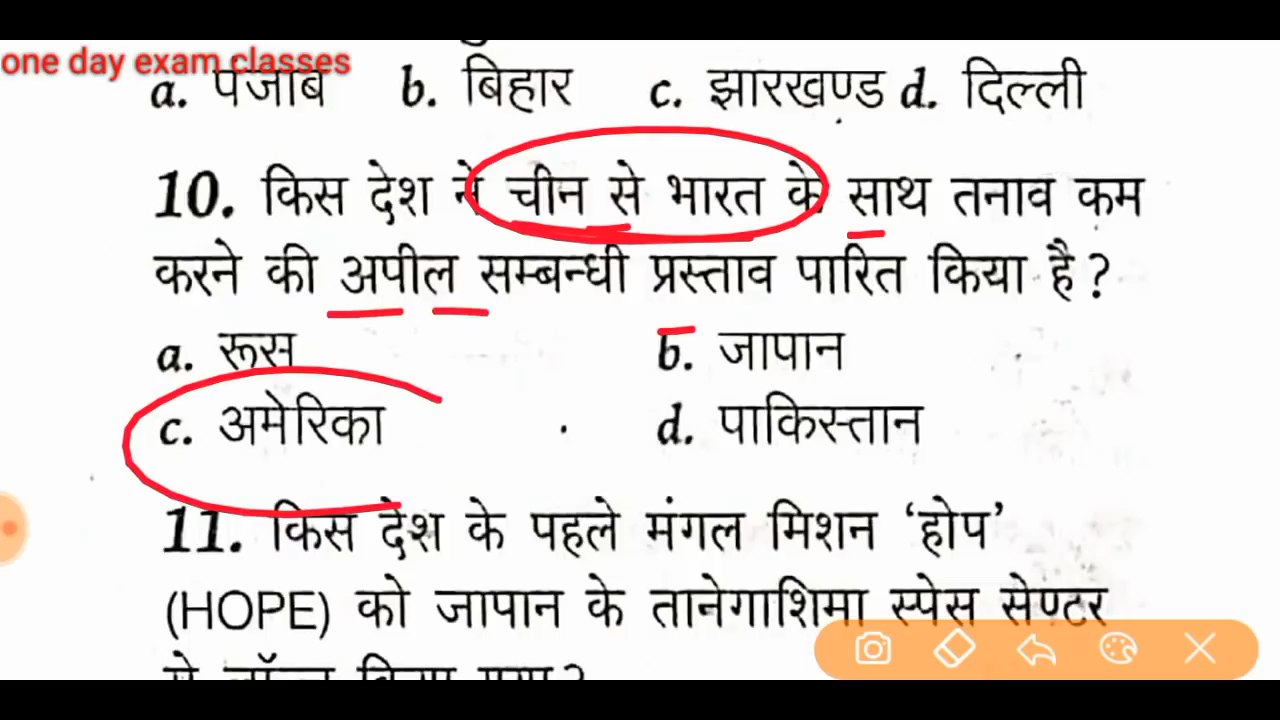 one day exam classes
a. पंजाब b. बिहार c. झारखण्ड d. दिल्ली
10. किस देश ने चीन से भारत के साथ तनाव कम
करने की अपील सम्बन्धी प्रस्ताव पारित किया है?
a. रूस b. जापान
c. अमेरिका d. पाकिस्तान
11. किस देश के पहले मंगल मिशन ‘होप’
(HOPE) को जापान के तानेगाशिमा स्पेस सेण्टर